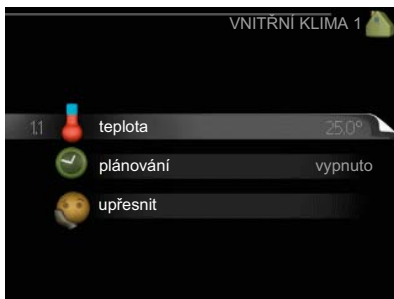 VNITŘNÍ KLIMA 1
1.1 teplota 25.0°
plánování vypnuto
upřesnit